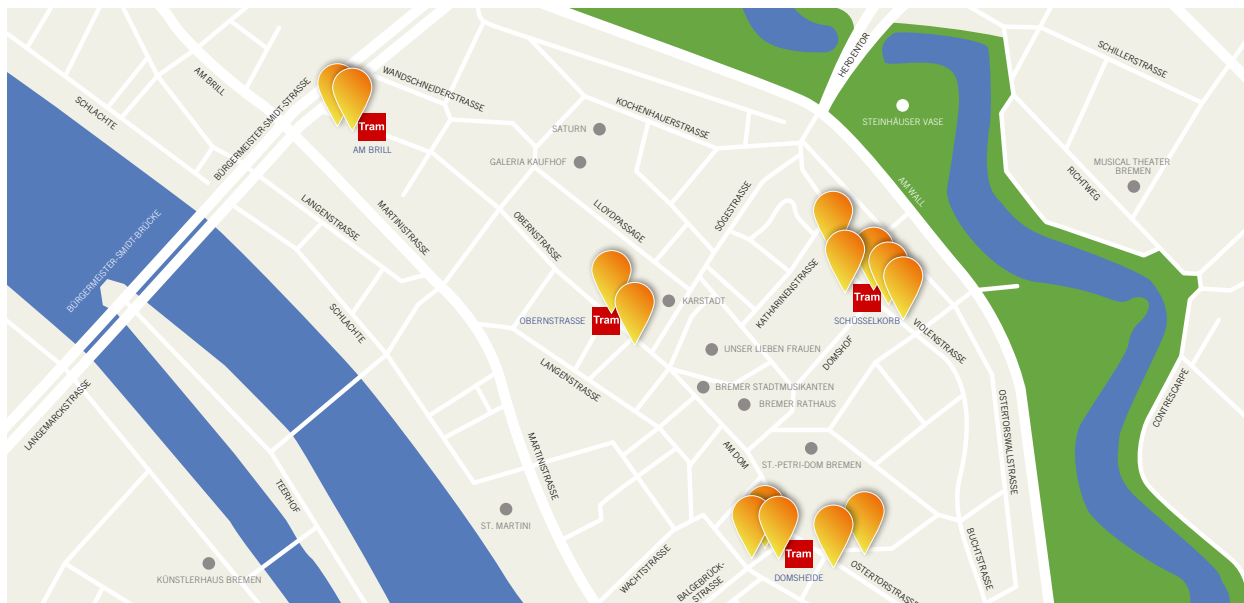 HERDENTOR
SCHILLERSTRASSE
AM BRILL
WANDSCHNEIDERSTRASSE
SCHLACHTE
BÜRGERMEISTER-SMIDT-STRASSE
KOCHENHAUERSTRASSE
STEINHÄUSER VASE
Tram
AM BRILL
SATURN
GALERIA KAUFHOF
MUSICAL THEATER
BREMEN
RICHTWEG
AM WALL
SÖGESTRASSE
LANGENSTRASSE
MARTINISTRASSE
OBERNSTRASSE
LLOYDPASSAGE
BÜRGERMEISTER-SMIDT-BRÜCKE
KATHARINENSTRASSE
KARSTADT
Tram
SCHÜSSELKORB
OBERNSTRASSE
Tram
SCHLACHTE
VIOLENSTRASSE
UNSER LIEBEN FRAUEN
DOMSHOF
LANGENSTRASSE
BREMER STADTMUSIKANTEN
BREMER RATHAUS
LANGEMARCKSTRASSE
CONTRESCARPE
OSTERTORSWALLSTRASSE
AM DOM
ST.-PETRI-DOM BREMEN
MARTINISTRASSE
TEERHOF
ST. MARTINI
Tram
DOMSHEIDE
KÜNSTLERHAUS BREMEN
WACHTSTRASSE
BALGEBRÜCK-
STRASSE
OSTERTORSTRASSE
BUCHTSTRASSE